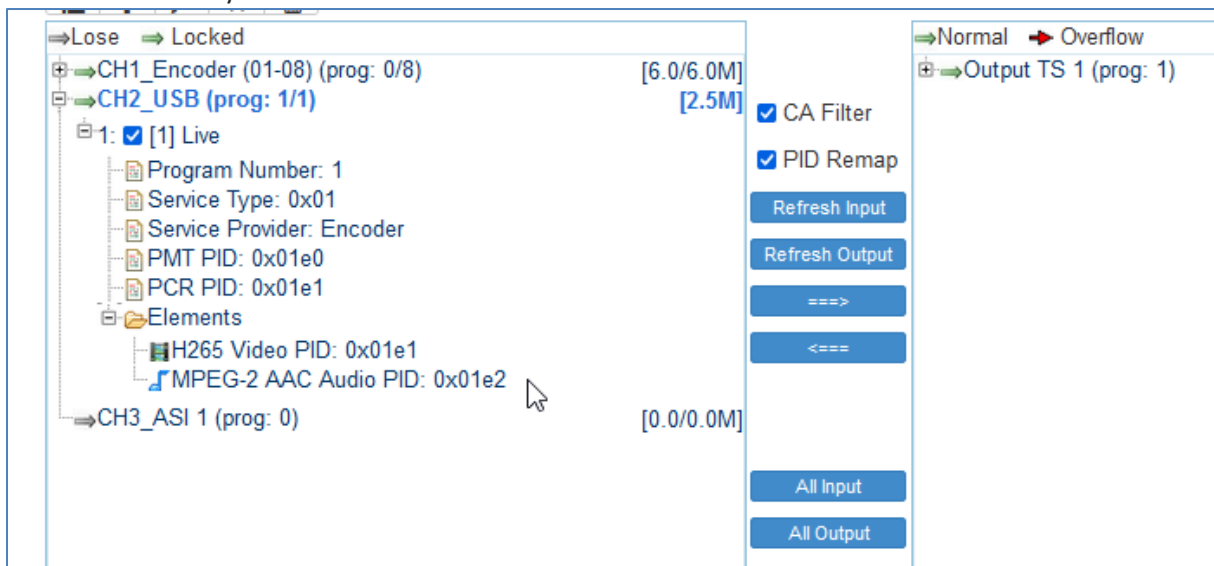 ⇒Lose ⇒Locked
CH1_Encoder (01-08) (prog: 0/8) [6.0/6.0M]
CH2_USB (prog: 1/1) [2.5M]
1: [1] Live
Program Number: 1
Service Type: 0x01
Service Provider: Encoder
PMT PID: 0x01e0
PCR PID: 0x01e1
Elements
H265 Video PID: 0x01e1
MPEG-2 AAC Audio PID: 0x01e2
CH3_ASI 1 (prog: 0) [0.0/0.0M]
CA Filter
PID Remap
Refresh Input
Refresh Output
===>
<===
All Input
All Output
⇒Normal Overflow
Output TS 1 (prog: 1)